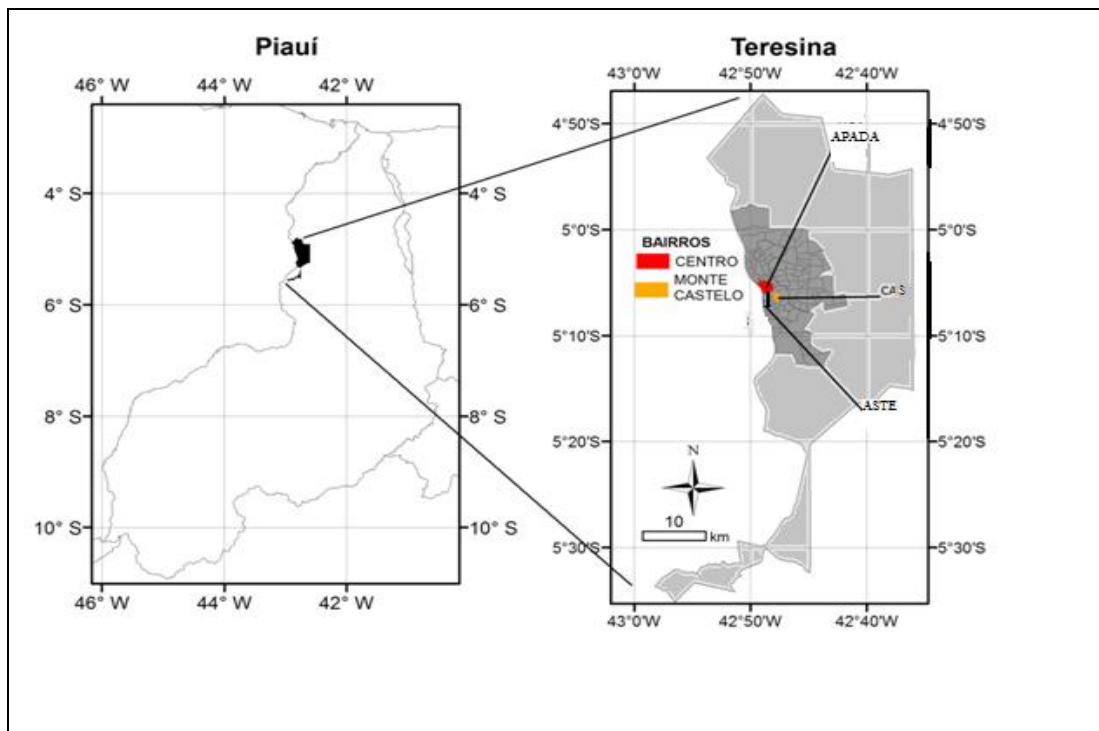 Piauí
46° W 44° W 42° W
4° S 4° S
6° S 6° S
8° S 8° S
10° S 10° S
46° W 44° W 42° W
Teresina
43°0'W 42°50'W 42°40'W
4°50'S 4°50'S
APADA
5°0'S 5°0'S
BAIRROS
CENTRO
MONTE
CASTELO
CAS
5°10'S 5°10'S
ASTE
5°20'S 5°20'S
N
10
km
5°30'S 5°30'S
43°0'W 42°50'W 42°40'W